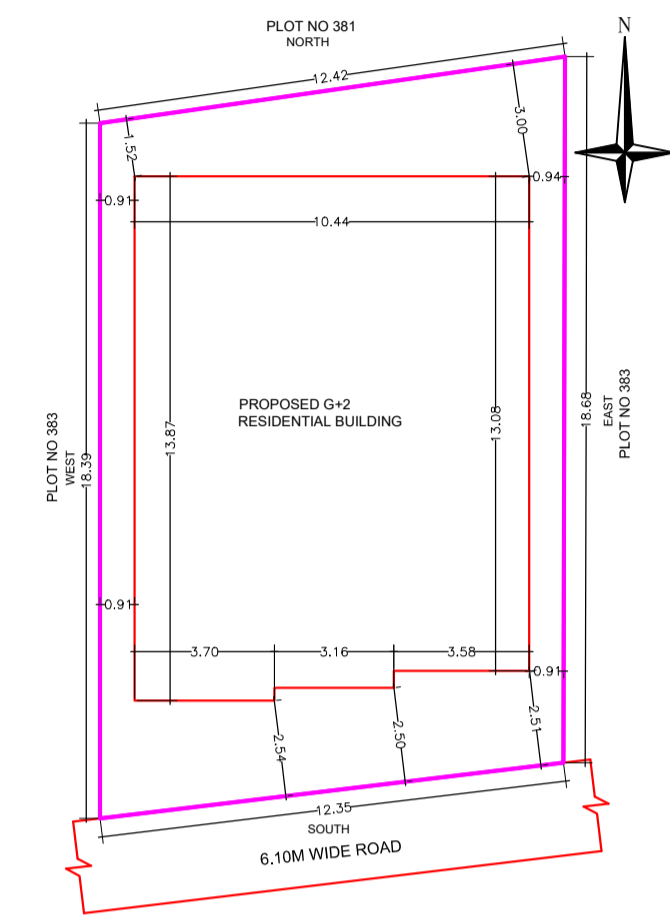 PLOT NO 381
NORTH
N
12.42
3.00
1.52
0.94
0.91
10.44
PROPOSED G+2
RESIDENTIAL BUILDING
13.87
13.08
18.68
EAST
PLOT NO 383
PLOT NO 383
WEST
18.39
0.91
3.70
3.16
3.58
0.91
2.54
2.50
2.51
12.35
SOUTH
6.10M WIDE ROAD